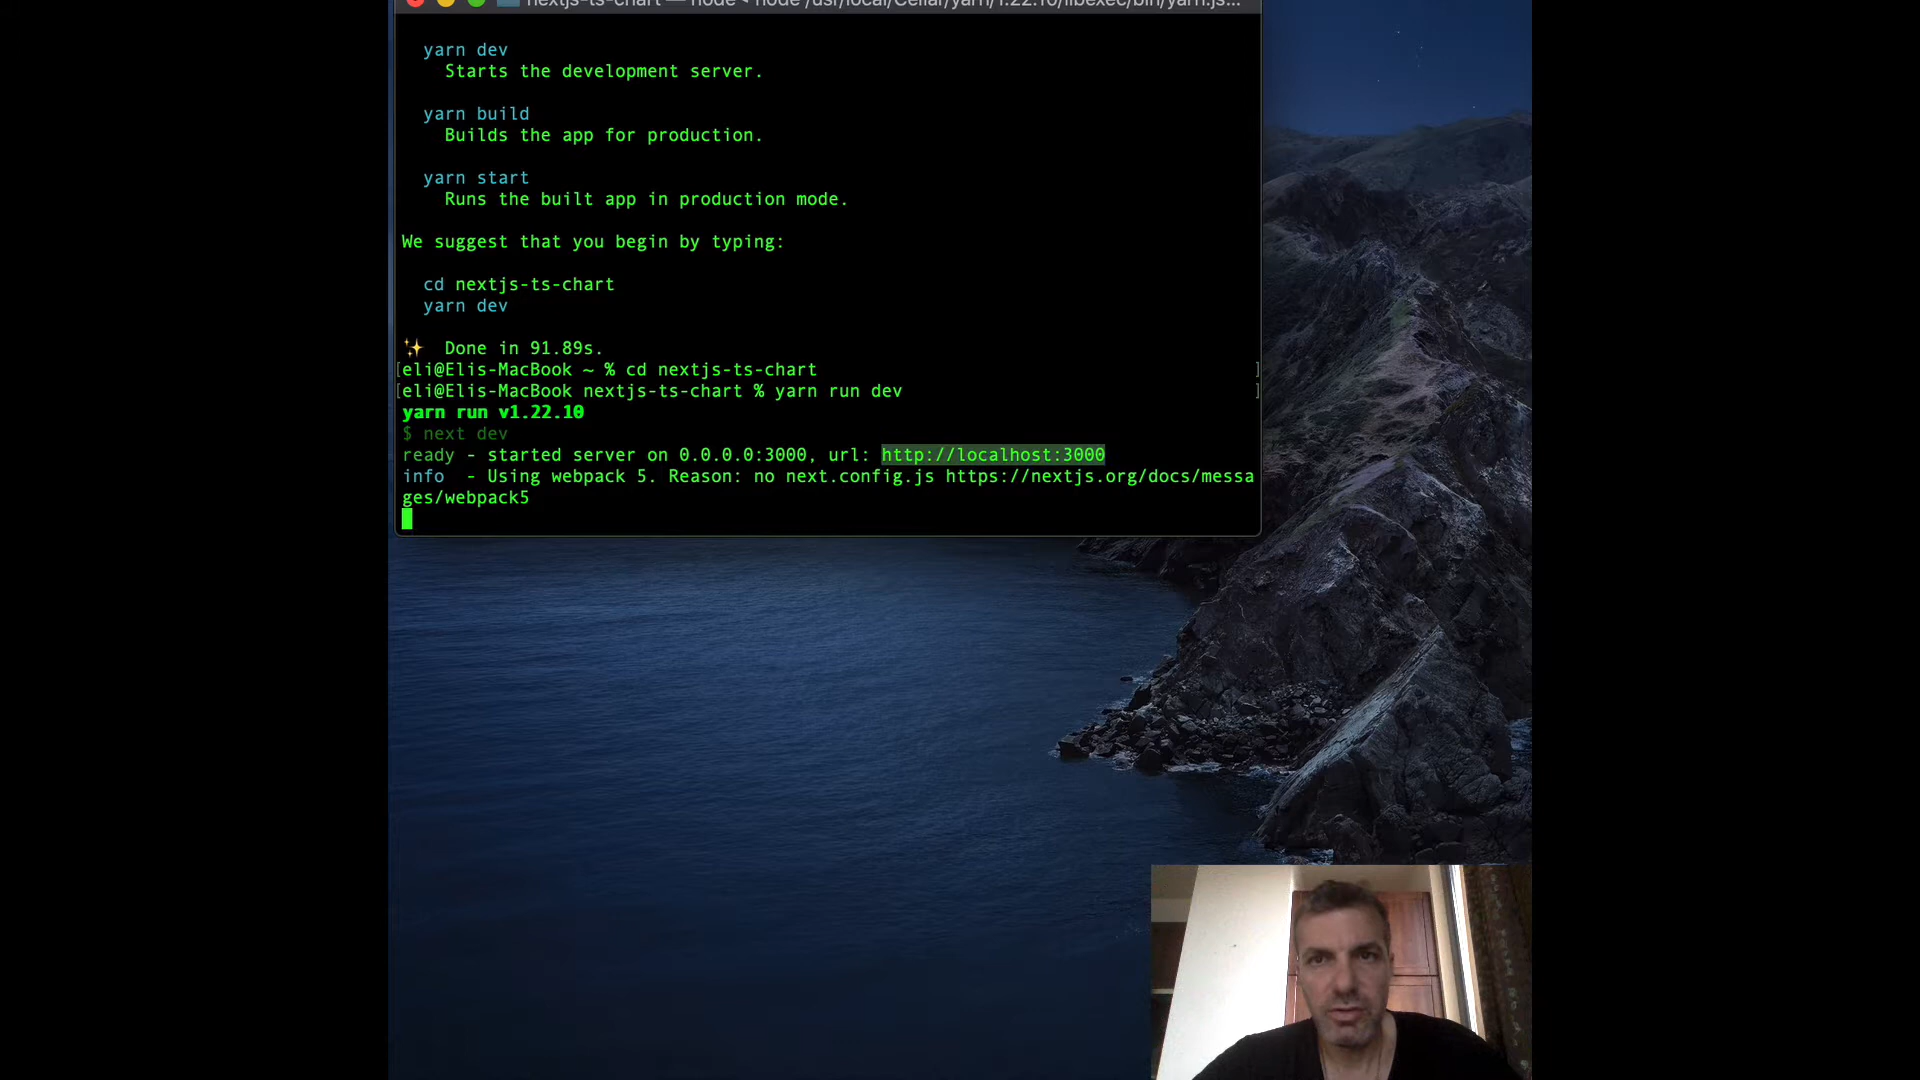 nextjs-ts-chart — node ‹ node /usr/local/Cellar/yarn/1.22.10/libexec/bin/yarn.js...
yarn dev
Starts the development server.
yarn build
Builds the app for production.
yarn start
Runs the built app in production mode.
We suggest that you begin by typing:
cd nextjs-ts-chart
yarn dev
✨ Done in 91.89s.
[eli@Elis-MacBook ~ % cd nextjs-ts-chart ]
[eli@Elis-MacBook nextjs-ts-chart % yarn run dev ]
yarn run v1.22.10
$ next dev
ready - started server on 0.0.0.0:3000, url: http://localhost:3000
info  - Using webpack 5. Reason: no next.config.js https://nextjs.org/docs/messa
ges/webpack5